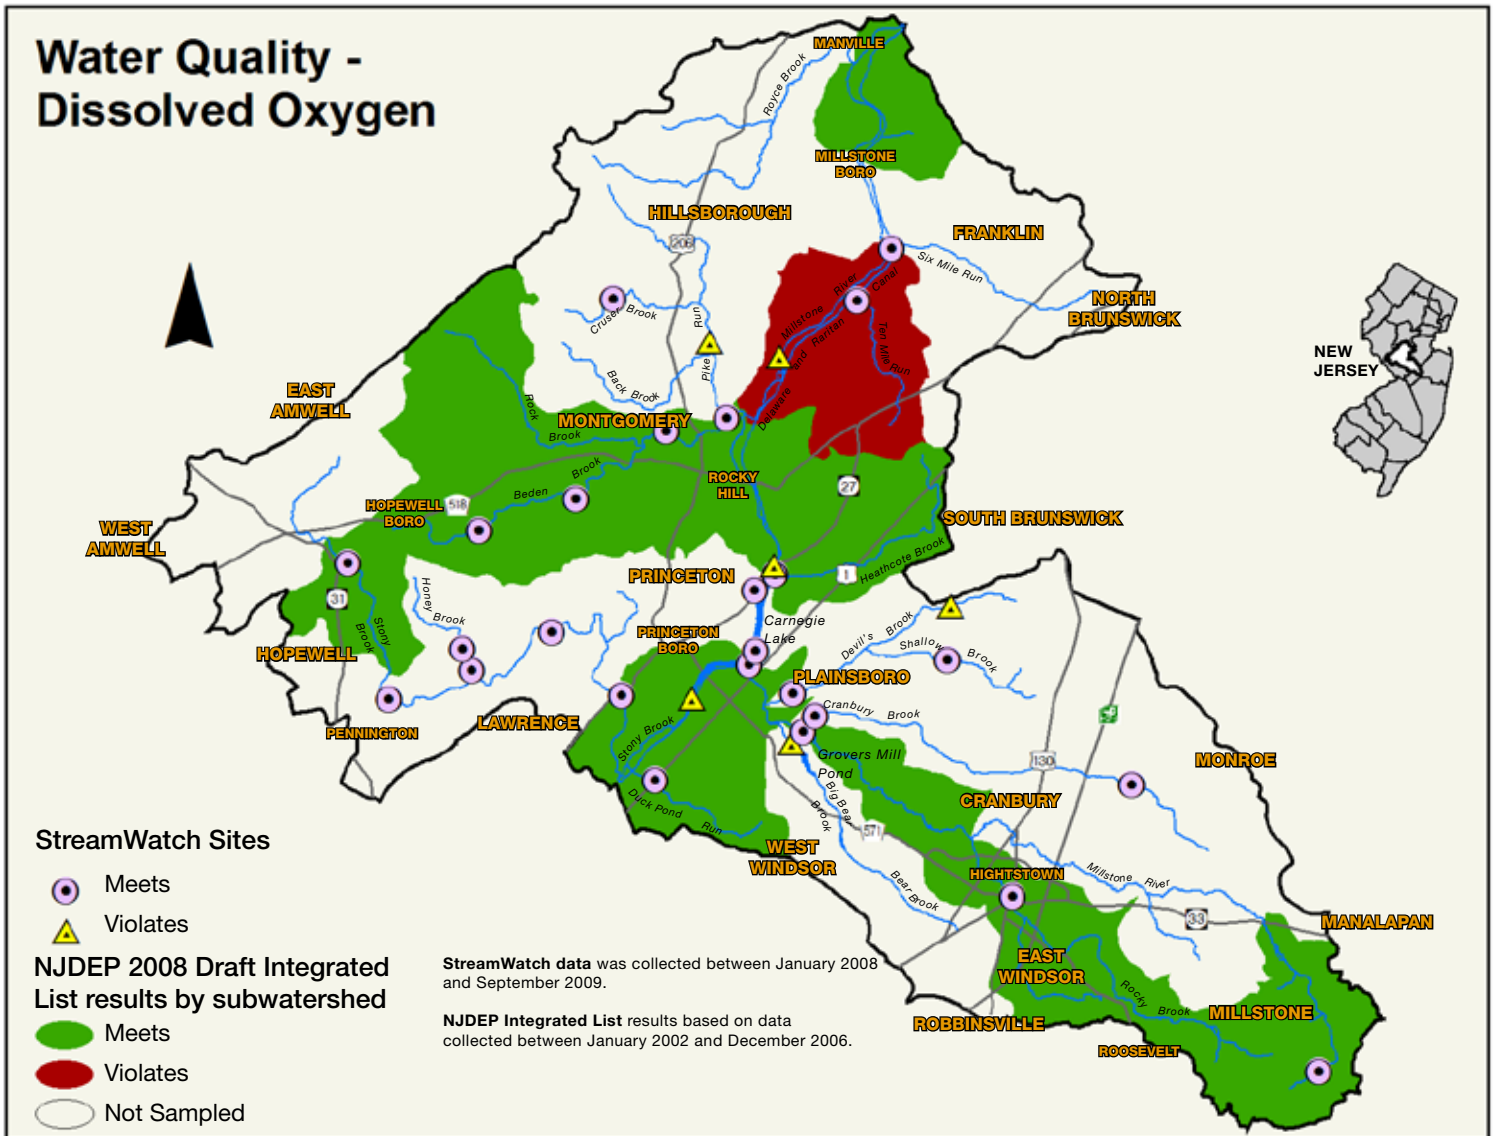 Water Quality -
Dissolved Oxygen
MANVILLE
Royce Brook
MILLSTONE
BORO
HILLSBOROUGH
206
FRANKLIN
Six Mile Run
NORTH
BRUNSWICK
NEW
JERSEY
Cruser Brook
Pike Run
Back Brook
Millstone River
Delaware and Raritan Canal
Ten Mile Run
EAST
AMWELL
Rock
Brook
MONTGOMERY
ROCKY
HILL
27
Beden Brook
HOPEWELL
BORO
518
WEST
AMWELL
SOUTH BRUNSWICK
Heathcote Brook
1
PRINCETON
31
Honey
Brook
Stony
Brook
HOPEWELL
Carnegie
Lake
PRINCETON
BORO
Devil's Brook
Shallow Brook
PLAINSBORO
PENNINGTON
LAWRENCE
Stony Brook
Cranbury Brook
Grovers Mill
Pond
Big Bear
Brook
130
MONROE
CRANBURY
Duck Pond Run
571
WEST
WINDSOR
Bear Brook
HIGHTSTOWN
Millstone River
33
MANALAPAN
EAST
WINDSOR
Rocky Brook
MILLSTONE
ROBBINSVILLE
ROOSEVELT
StreamWatch Sites
Meets
Violates
NJDEP 2008 Draft Integrated
List results by subwatershed
Meets
Violates
Not Sampled
StreamWatch data was collected between January 2008
and September 2009.
NJDEP Integrated List results based on data
collected between January 2002 and December 2006.